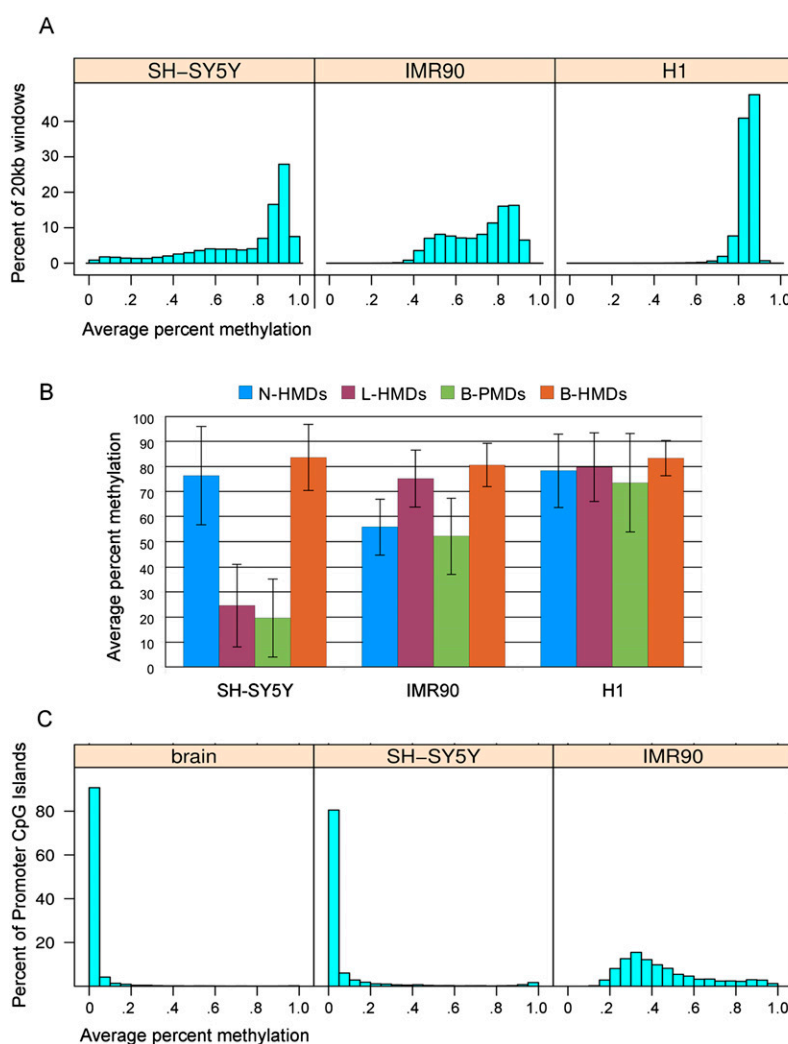 A
SH–SY5Y IMR90 H1
Percent of 20kb windows
40
30
20
10
0
0 .2 .4 .6 .8 1.0 0 .2 .4 .6 .8 1.0 0 .2 .4 .6 .8 1.0
Average percent methylation
B
N-HMDs L-HMDs B-PMDs B-HMDs
Average percent methylation
100
90
80
70
60
50
40
30
20
10
0
SH-SY5Y IMR90 H1
C
brain SH–SY5Y IMR90
Percent of Promoter CpG Islands
80
60
40
20
0 .2 .4 .6 .8 1.0 0 .2 .4 .6 .8 1.0 0 .2 .4 .6 .8 1.0
Average percent methylation